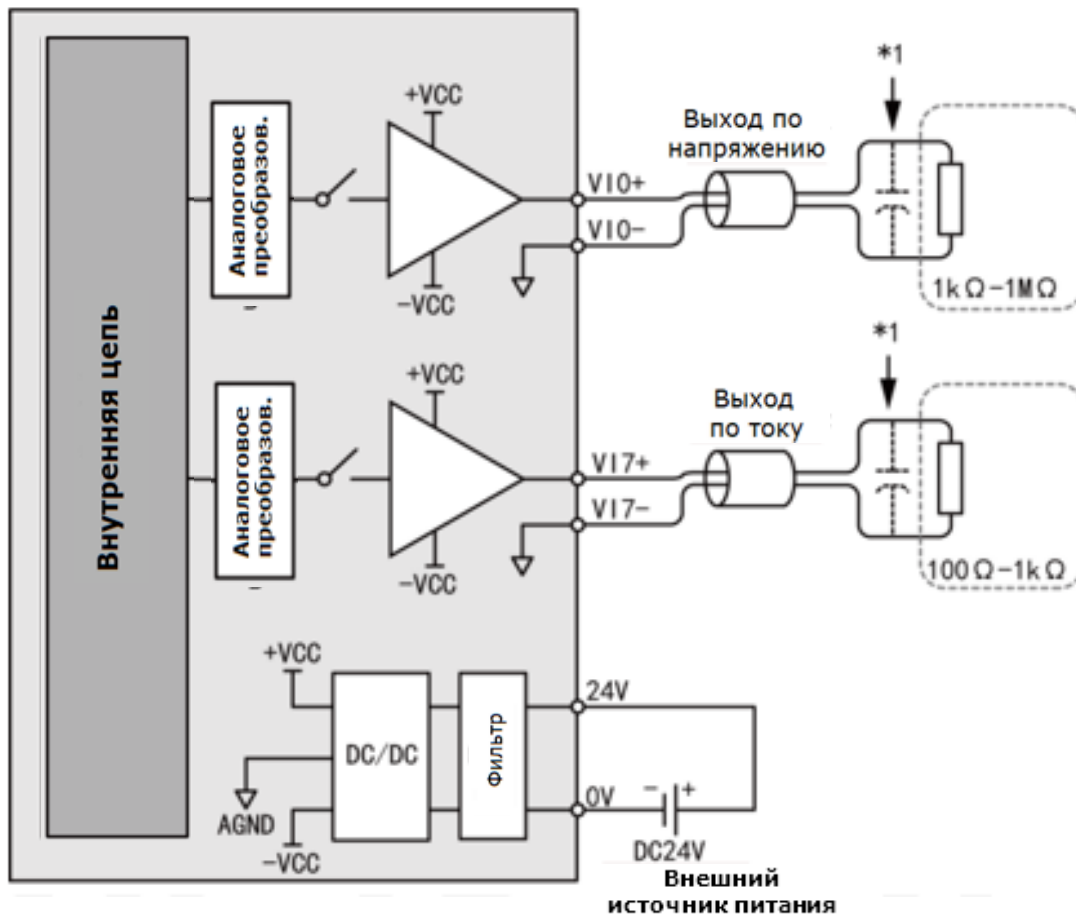 *1
+VCC
Выход по
напряжению
Аналоговое
преобразов.
VI0+
VI0-
-VCC
1kΩ-1MΩ
*1
Внутренняя цепь
+VCC
Выход
по току
Аналоговое
преобразов.
VI7+
VI7-
-VCC
100Ω-1kΩ
+VCC
24V
DC/DC
Фильтр
0V
- +
AGND
-VCC
DC24V
Внешний
источник питания